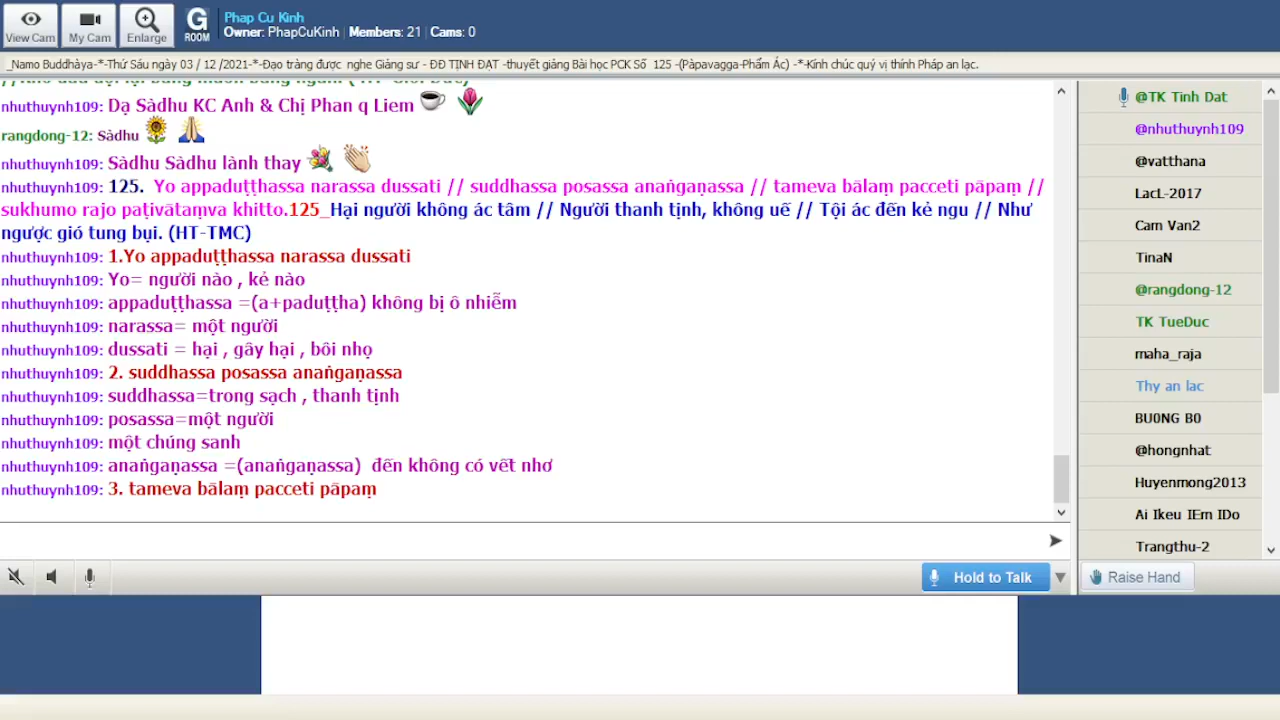 View Cam
My Cam
Enlarge
G
ROOM
Phap Cu Kinh
Owner: PhapCuKinh | Members: 21 | Cams: 0
_Namo Buddhàya-*-Thứ Sáu ngày 03 / 12 /2021-*-Đạo tràng được nghe Giảng sư - ĐĐ TỊNH ĐẠT -thuyết giảng Bài học PCK Số 125 -(Pàpavagga-Phẩm Ác) -*-Kính chúc quý vị thính Pháp an lạc.
nhuthuynh109: Dạ Sàdhu KC Anh & Chị Phan q Liem
rangdong-12: Sàdhu
nhuthuynh109: Sàdhu Sàdhu lành thay
nhuthuynh109: 125. Yo appaduṭṭhassa narassa dussati // suddhassa posassa anaṅgaṇassa // tameva bālaṃ pacceti pāpaṃ //
sukhumo rajo paṭivātaṃva khitto.125_Hại người không ác tâm // Người thanh tịnh, không uế // Tội ác đến kẻ ngu // Như
ngược gió tung bụi. (HT-TMC)
nhuthuynh109: 1.Yo appaduṭṭhassa narassa dussati
nhuthuynh109: Yo= người nào , kẻ nào
nhuthuynh109: appaduṭṭhassa =(a+paduṭṭha) không bị ô nhiễm
nhuthuynh109: narassa= một người
nhuthuynh109: dussati = hại , gây hại , bôi nhọ
nhuthuynh109: 2. suddhassa posassa anaṅgaṇassa
nhuthuynh109: suddhassa=trong sạch , thanh tịnh
nhuthuynh109: posassa=một người
nhuthuynh109: một chúng sanh
nhuthuynh109: anaṅgaṇassa =(anaṅgaṇassa) đến không có vết nhơ
nhuthuynh109: 3. tameva bālaṃ pacceti pāpaṃ
@TK Tinh Dat
@nhuthuynh109
@vatthana
LacL-2017
Cam Van2
TinaN
@rangdong-12
TK TueDuc
maha_raja
Thy an lac
BU0NG B0
@hongnhat
Huyenmong2013
Ai Ikeu IEm IDo
Trangthu-2
Hold to Talk
Raise Hand